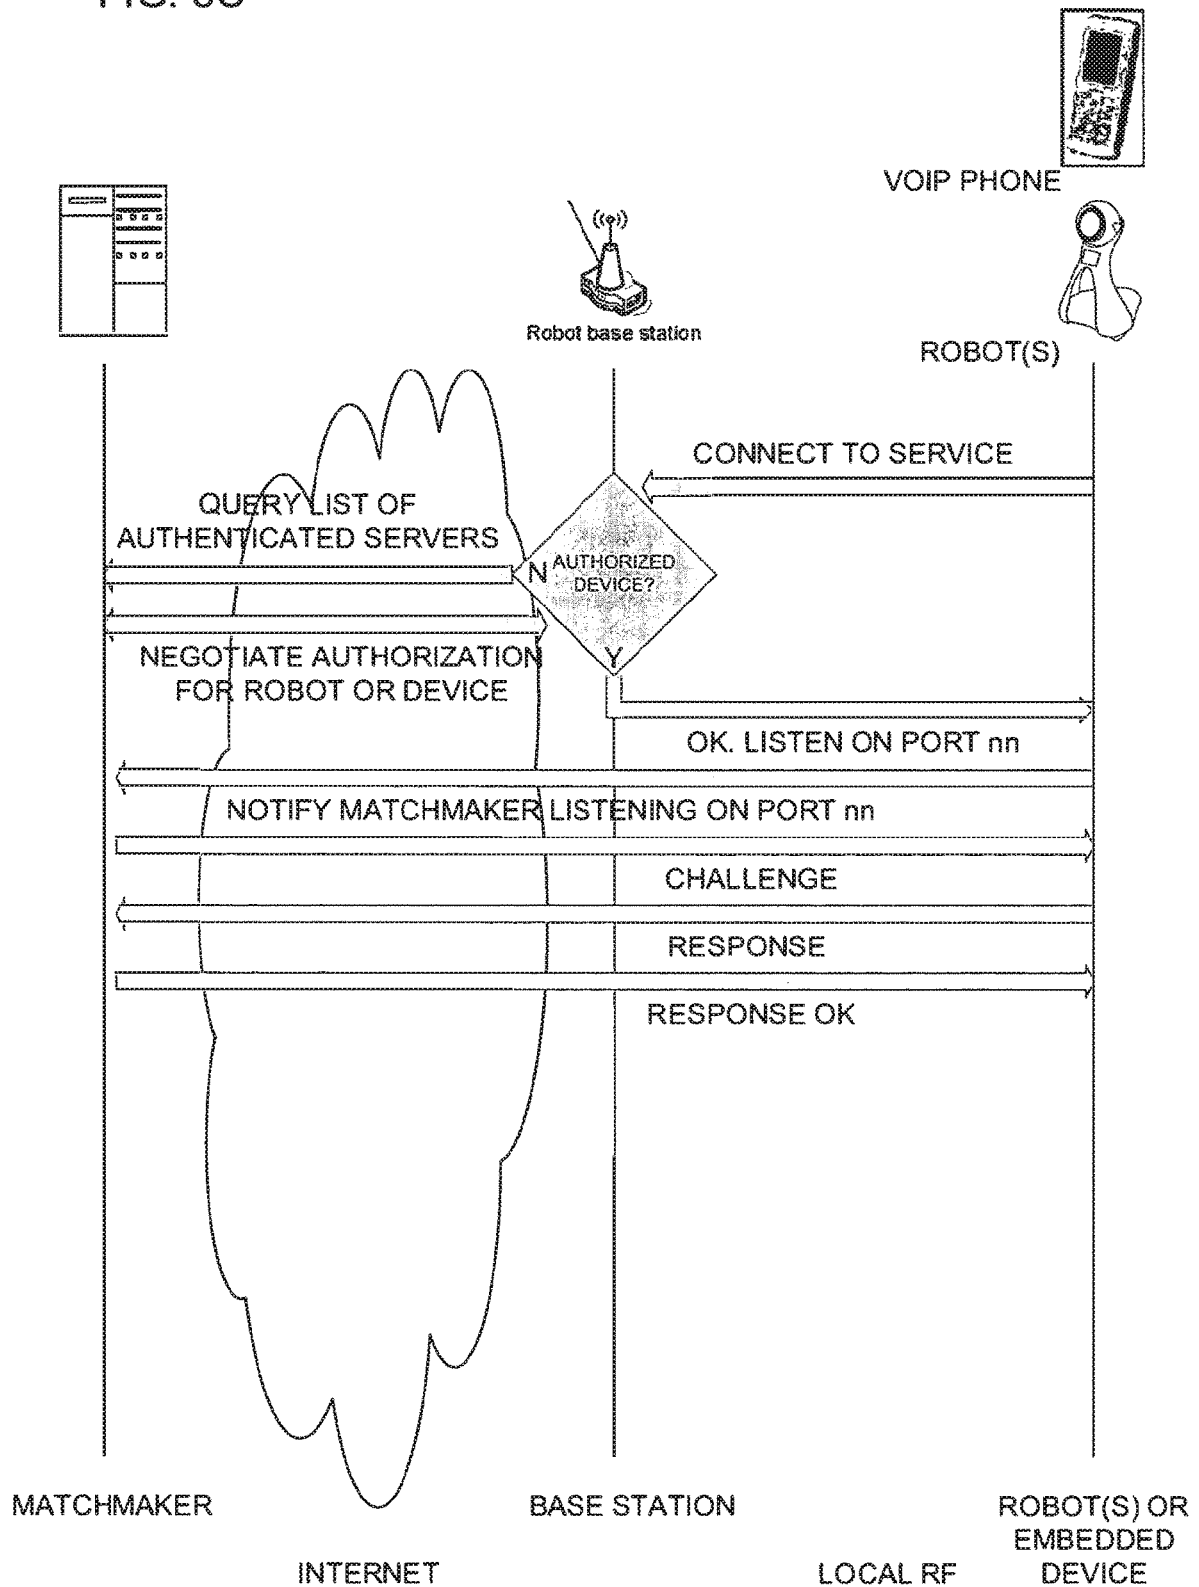 VOIP PHONE
Robot base station
ROBOT(S)
CONNECT TO SERVICE
QUERY LIST OF
AUTHENTICATED SERVERS
N
AUTHORIZED
DEVICE?
NEGOTIATE AUTHORIZATION
FOR ROBOT OR DEVICE
Y
OK. LISTEN ON PORT nn
NOTIFY MATCHMAKER LISTENING ON PORT nn
CHALLENGE
RESPONSE
RESPONSE OK
MATCHMAKER
BASE STATION
ROBOT(S) OR
EMBEDDED
DEVICE
INTERNET
LOCAL RF